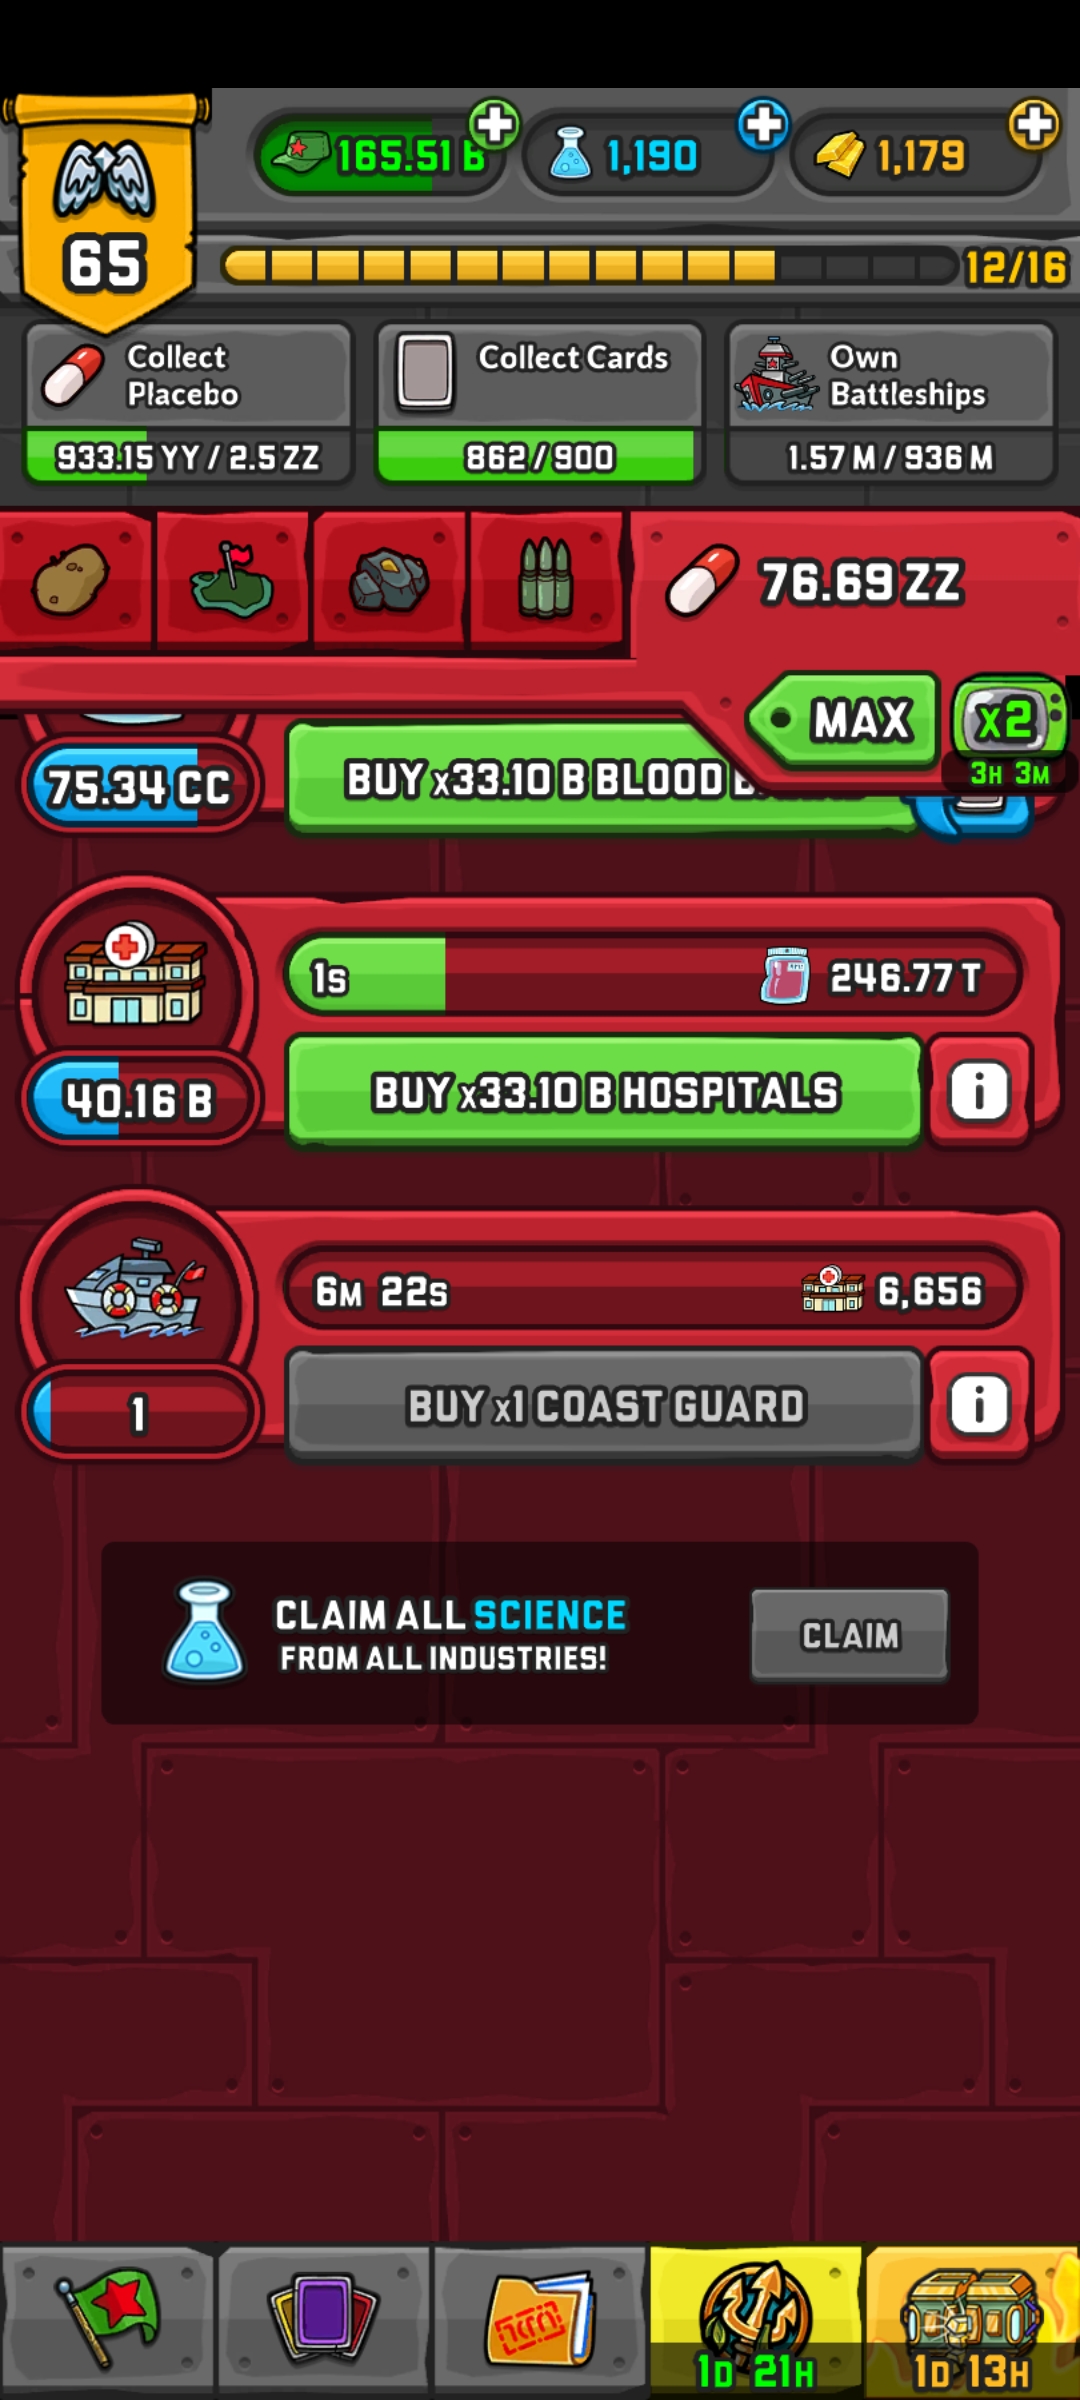 165.51 B
1,190
1,179
65
12/16
Collect
Placebo
933.15 YY / 2.5 ZZ
Collect Cards
862 / 900
Own
Battleships
1.57 M / 936 M
76.69 ZZ
MAX
x2
3H 3M
75.34 CC
BUY x33.10 B BLOOD
1s
246.77 T
40.16 B
BUY x33.10 B HOSPITALS
i
6M 22s
6,656
1
BUY x1 COAST GUARD
i
CLAIM ALL SCIENCE
FROM ALL INDUSTRIES!
CLAIM
1D 21H
1D 13H